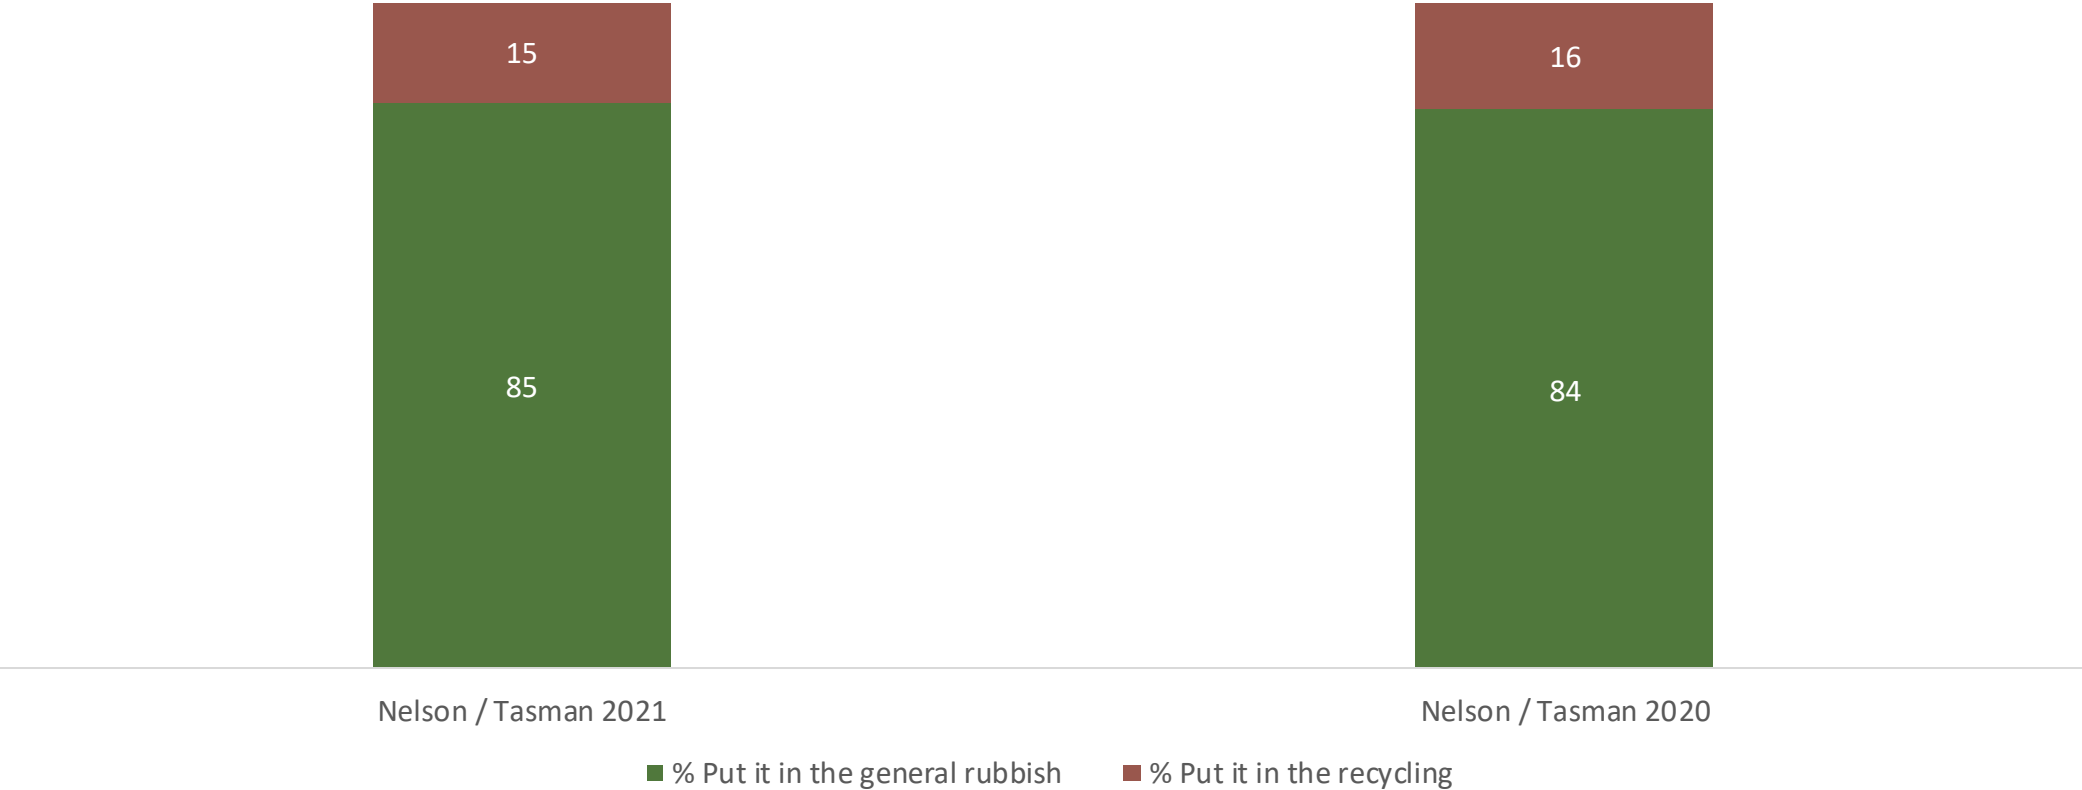 15
16
85
84
Nelson / Tasman 2021
Nelson / Tasman 2020
% Put it in the general rubbish
% Put it in the recycling